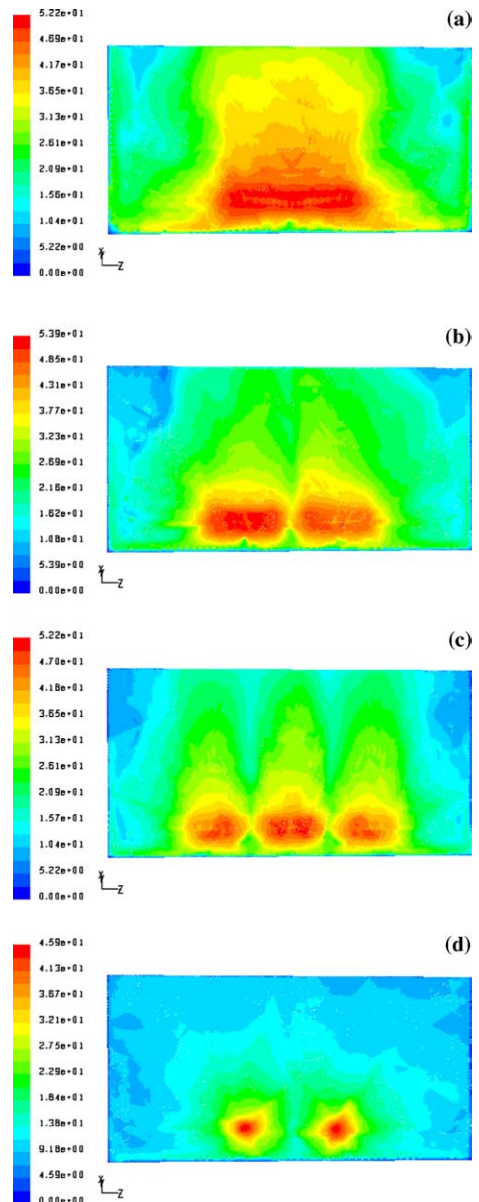 (a)
5.22e+01
4.69e+01
4.17e+01
3.65e+01
3.13e+01
2.61e+01
2.09e+01
1.56e+01
1.04e+01
5.22e+00
0.00e+00
Z
(b)
5.39e+01
4.85e+01
4.31e+01
3.77e+01
3.23e+01
2.69e+01
2.16e+01
1.62e+01
1.08e+01
5.39e+00
0.00e+00
Z
(c)
5.22e+01
4.70e+01
4.18e+01
3.65e+01
3.13e+01
2.61e+01
2.09e+01
1.57e+01
1.04e+01
5.22e+00
0.00e+00
Z
(d)
4.59e+01
4.13e+01
3.67e+01
3.21e+01
2.75e+01
2.29e+01
1.84e+01
1.38e+01
9.18e+00
4.59e+00
0.00e+00
Z